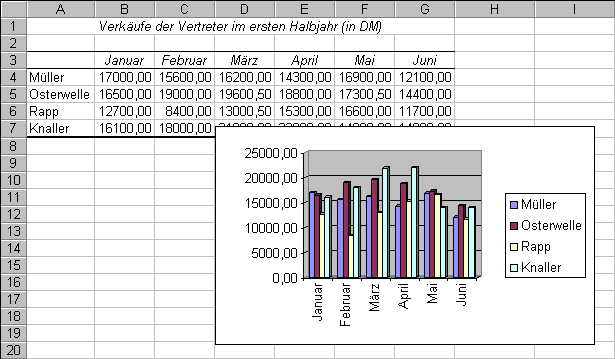 A B C D E F G H I
1 Verkäufe der Vertreter im ersten Halbjahr (in DM)
2
3 Januar Februar März April Mai Juni
4 Müller 17000,00 15600,00 16200,00 14300,00 16900,00 12100,00
5 Osterwelle 16500,00 19000,00 19600,50 18800,00 17300,50 14400,00
6 Rapp 12700,00 8400,00 13000,50 15300,00 16600,00 11700,00
7 Knaller 16100,00 18000,00
8
9
10
11
12
13
14
15
16
17
18
19
20
25000,00
20000,00
15000,00
10000,00
5000,00
0,00
Januar
Februar
März
April
Mai
Juni
Müller
Osterwelle
Rapp
Knaller